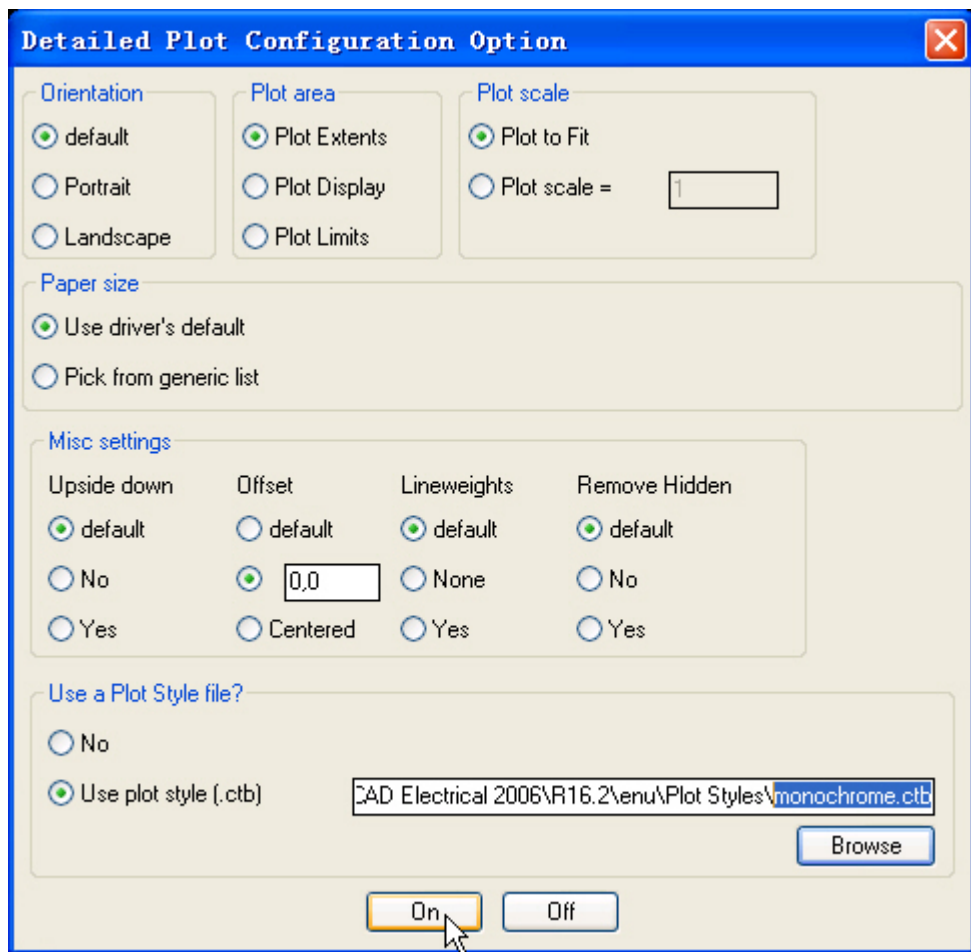 Detailed Plot Configuration Option
Orientation
default
Portrait
Landscape
Plot area
Plot Extents
Plot Display
Plot Limits
Plot scale
Plot to Fit
Plot scale =
1
Paper size
Use driver's default
Pick from generic list
Misc settings
Upside down
default
No
Yes
Offset
default
0,0
Centered
Lineweights
default
None
Yes
Remove Hidden
default
No
Yes
Use a Plot Style file?
No
Use plot style (.ctb)
CAD Electrical 2006\R16.2\enu\Plot Styles\monochrome.ctb
Browse
On
Off